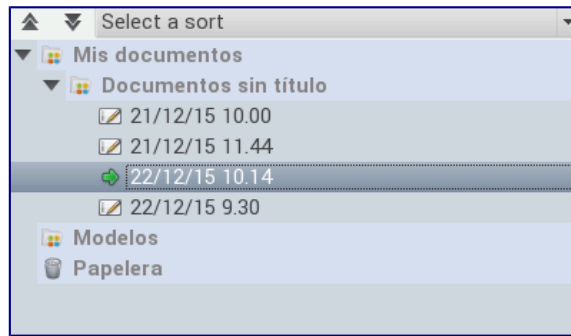 Select a sort
Mis documentos
Documentos sin título
21/12/15 10.00
21/12/15 11.44
22/12/15 10.14
22/12/15 9.30
Modelos
Papelera